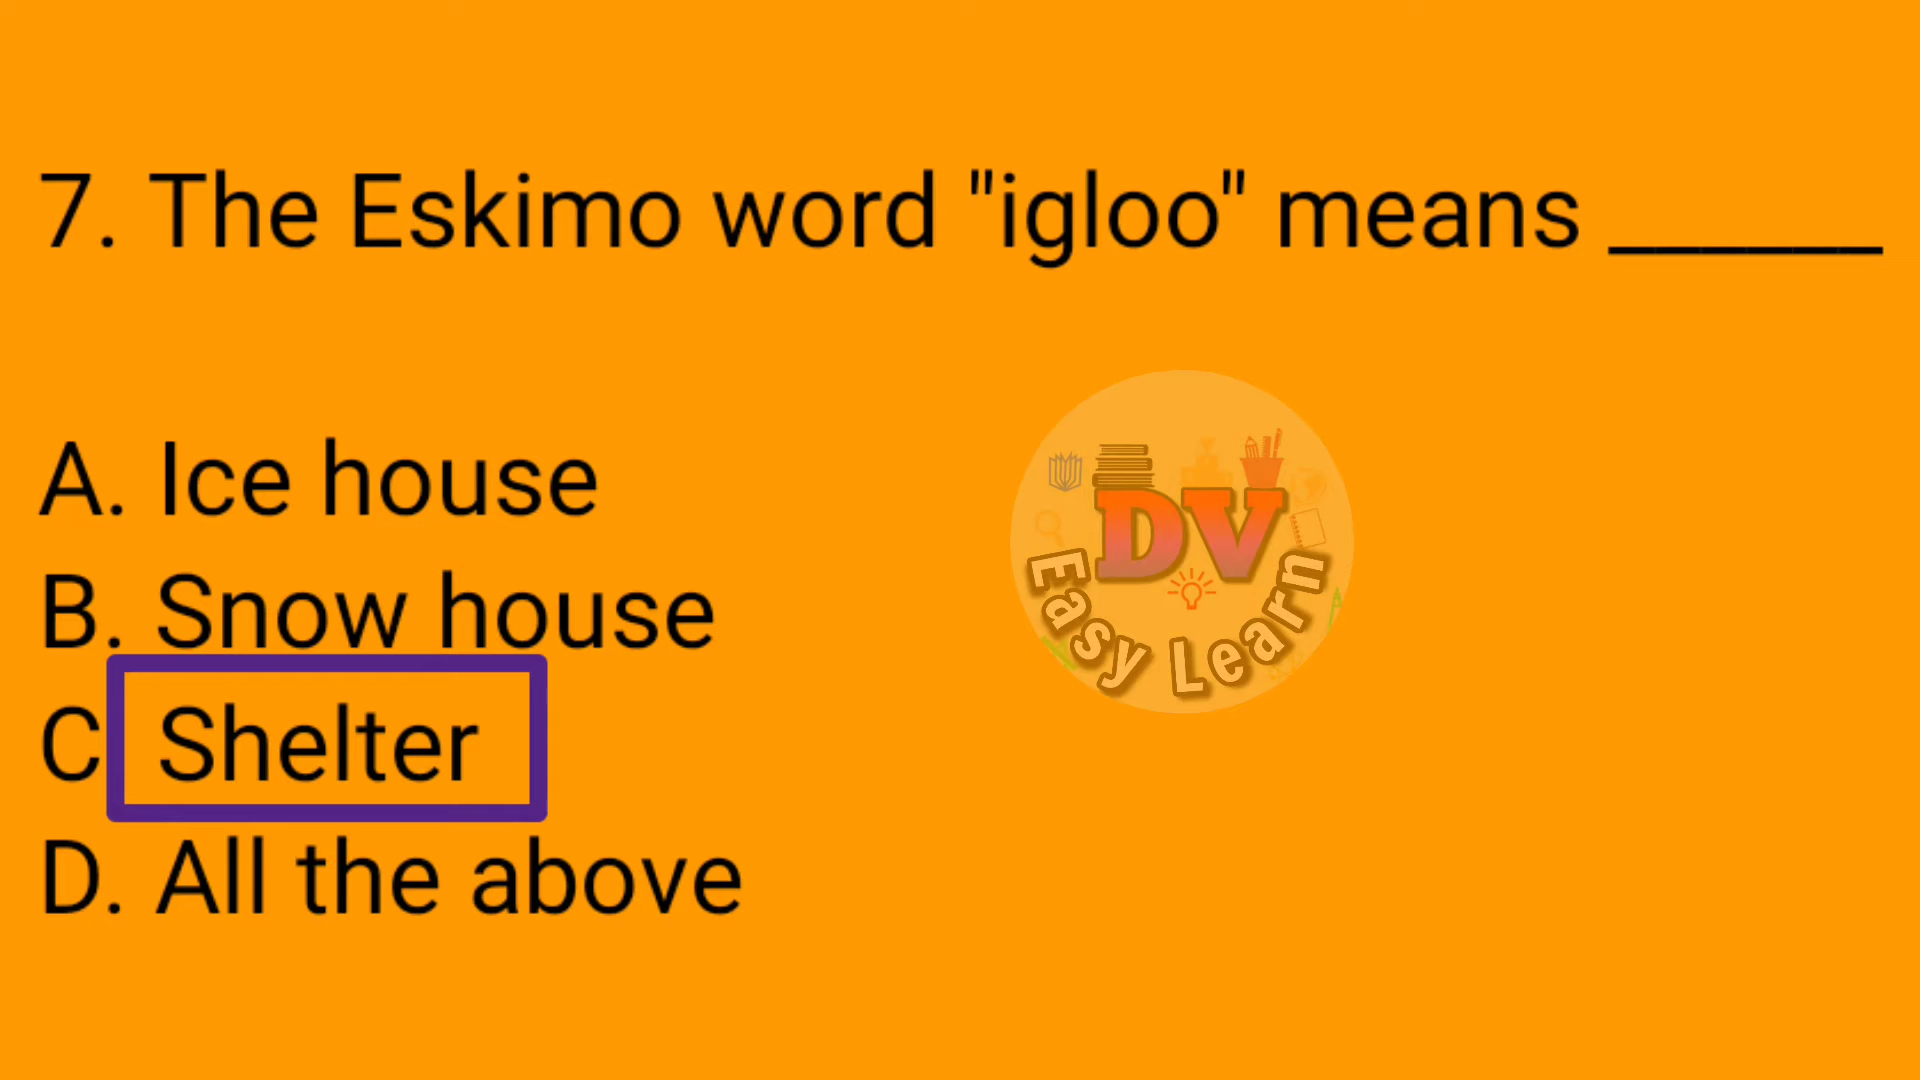 7. The Eskimo word "igloo" means ______
A. Ice house
B. Snow house
C Shelter
D. All the above
DV
Easy Learn